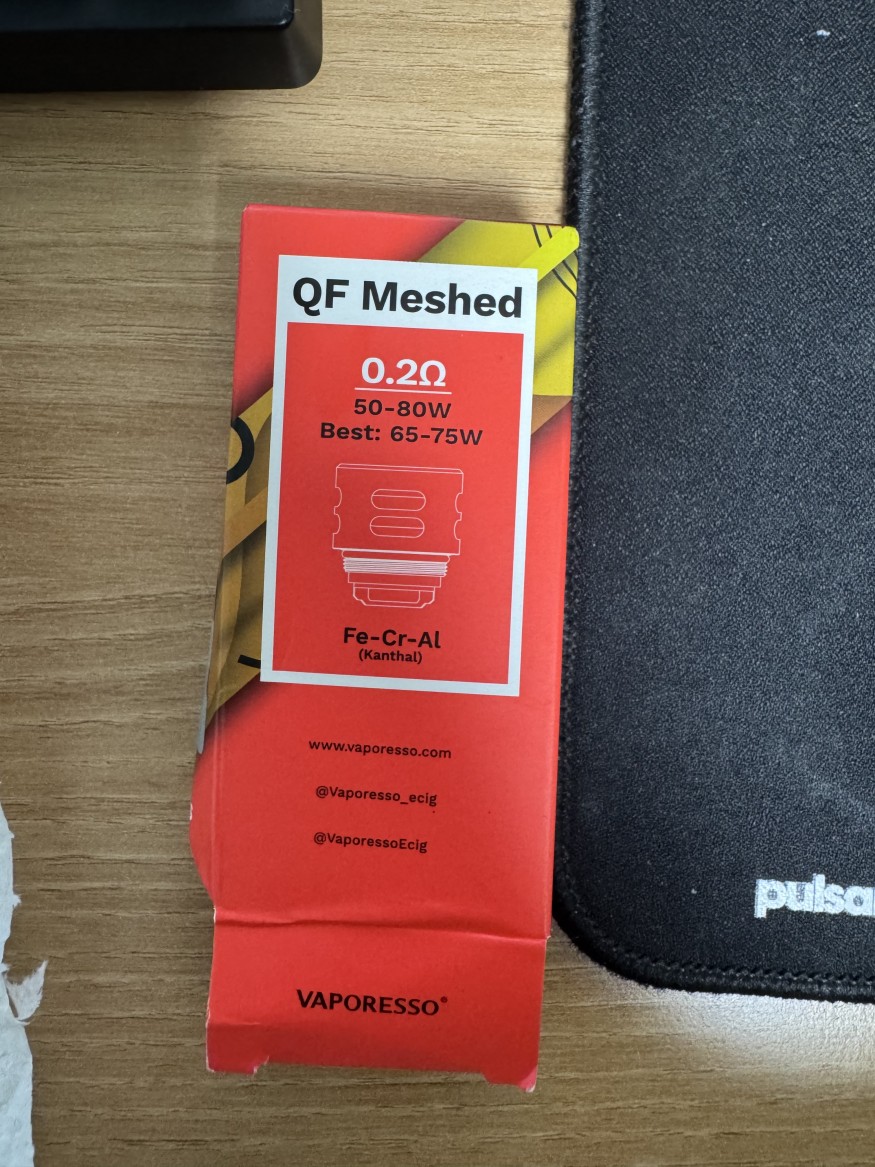 QF Meshed
0.2Ω
50-80W
Best: 65-75W
Fe-Cr-Al
(Kanthal)
www.vaporesso.com
@Vaporesso_ecig
@VaporessoEcig
VAPORESSO®
pulsa